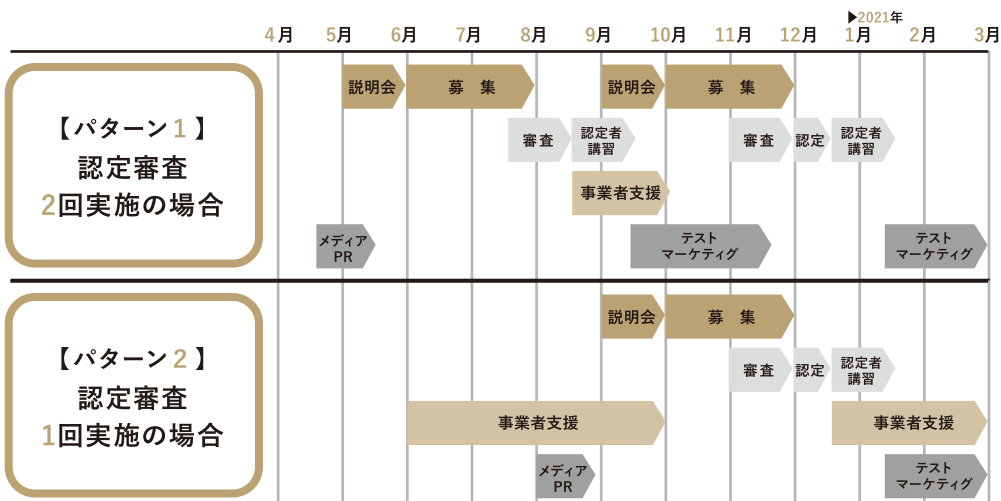 ▶2021年
4月 5月 6月 7月 8月 9月 10月 11月 12月 1月 2月 3月
【パターン1】
認定審査
2回実施の場合
説明会 募 集 説明会 募 集
審査 認定者
講習
審査 認定 認定者
講習
事業者支援
メディア
PR
テスト
マーケティグ
テスト
マーケティグ
【パターン2】
認定審査
1回実施の場合
説明会 募 集
審査 認定 認定者
講習
事業者支援 事業者支援
メディア
PR
テスト
マーケティグ